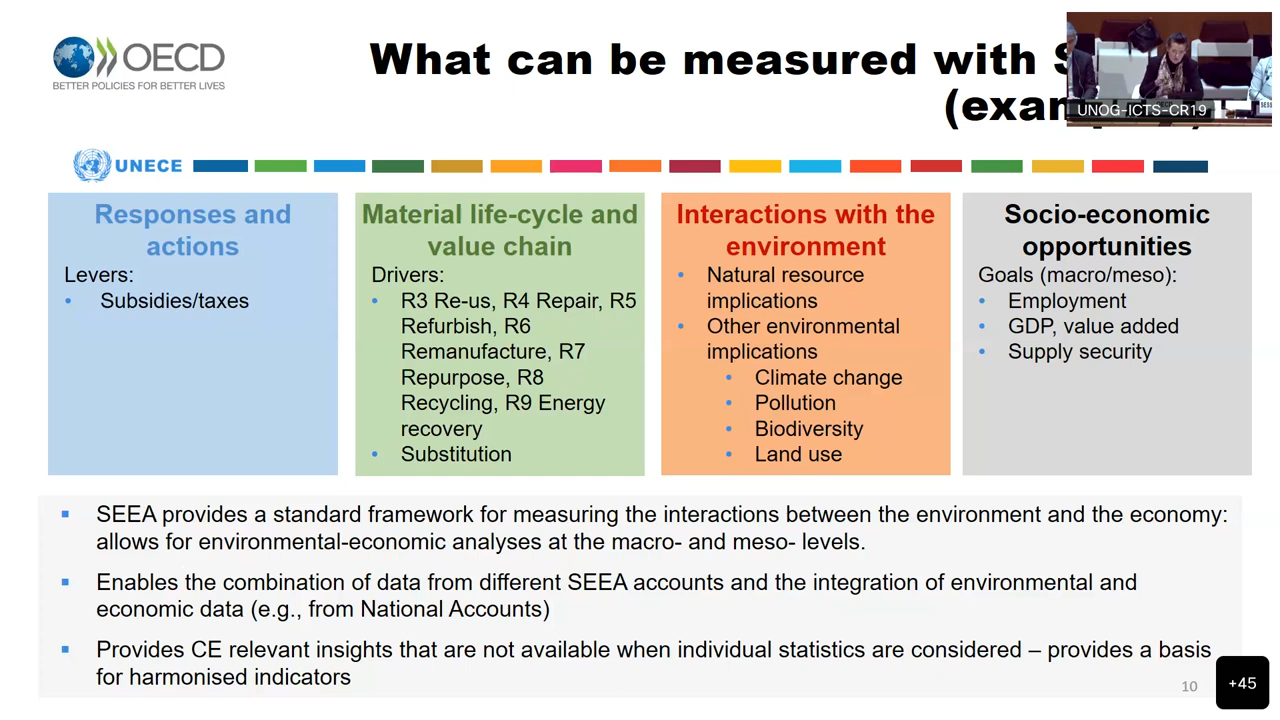 OECD
BETTER POLICIES FOR BETTER LIVES
What can be measured with
(exam
UNOG-ICTS-CR19
UNECE
Responses and
actions
Levers:
• Subsidies/taxes
Material life-cycle and
value chain
Drivers:
• R3 Re-us, R4 Repair, R5
Refurbish, R6
Remanufacture, R7
Repurpose, R8
Recycling, R9 Energy
recovery
• Substitution
Interactions with the
environment
• Natural resource
implications
• Other environmental
implications
• Climate change
• Pollution
• Biodiversity
• Land use
Socio-economic
opportunities
Goals (macro/meso):
• Employment
• GDP, value added
• Supply security
▪ SEEA provides a standard framework for measuring the interactions between the environment and the economy:
allows for environmental-economic analyses at the macro- and meso- levels.
▪ Enables the combination of data from different SEEA accounts and the integration of environmental and
economic data (e.g., from National Accounts)
▪ Provides CE relevant insights that are not available when individual statistics are considered – provides a basis
for harmonised indicators
10
+45